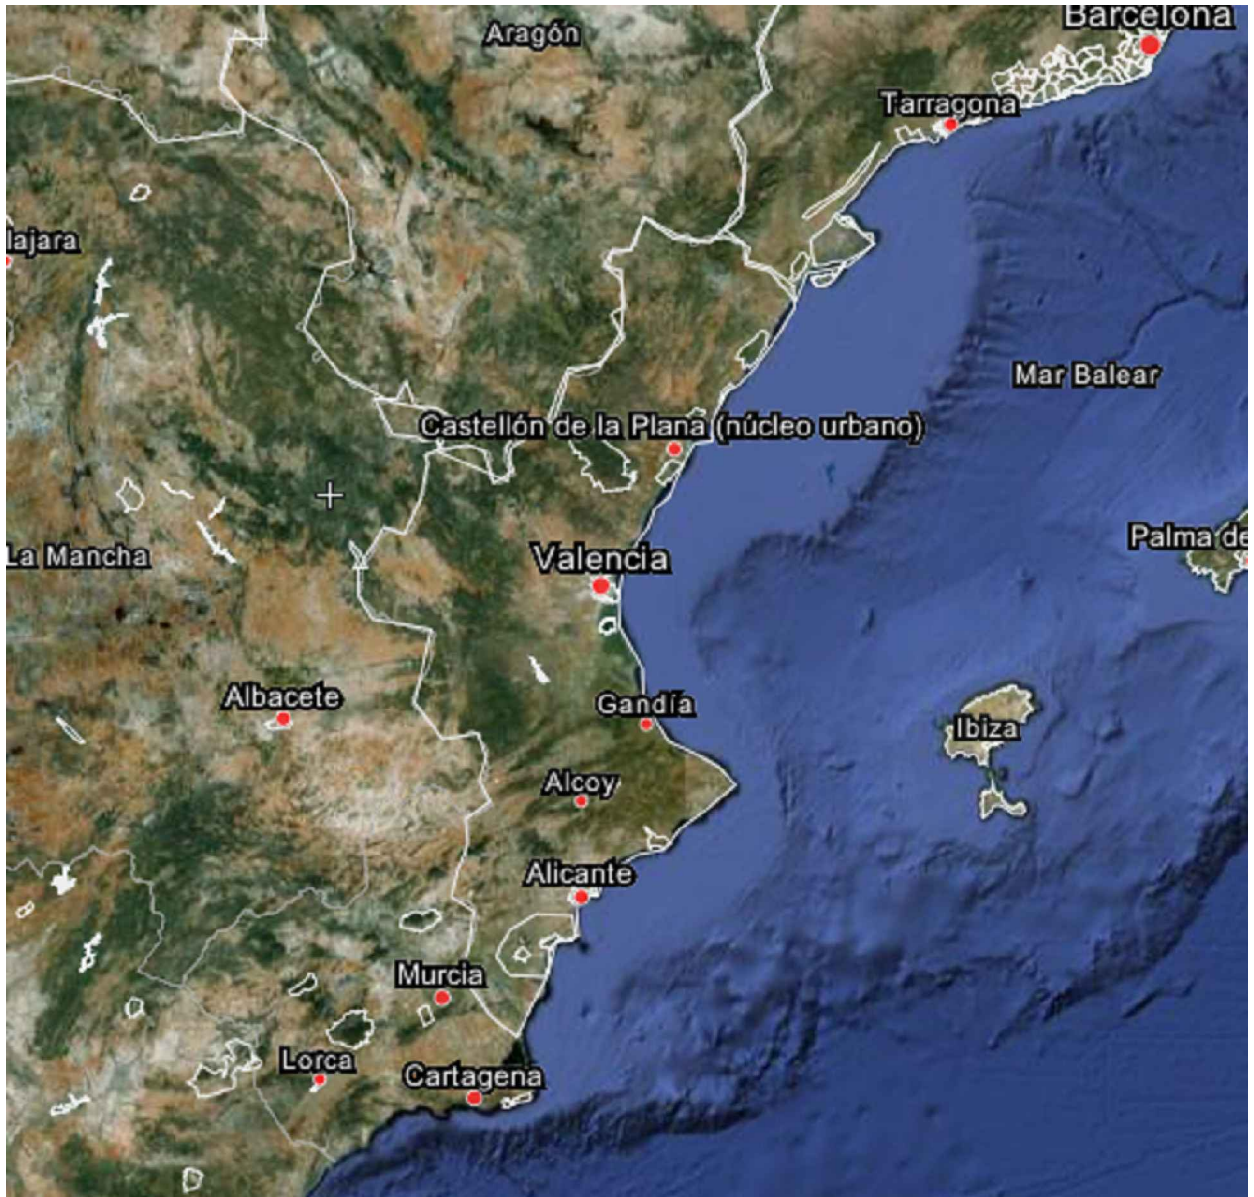 Barcelona
Aragón
Tarragona
lajara
Mar Balear
Castellón de la Plana (núcleo urbano)
Palma de
La Mancha
Valencia
Albacete
Gandía
Ibiza
Alcoy
Alicante
Murcia
Lorca
Cartagena